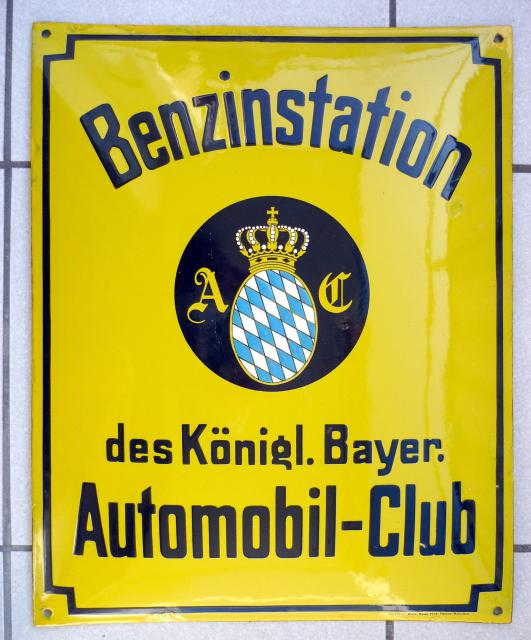 Benzinstation
A C
des Königl. Bayer.
Automobil-Club